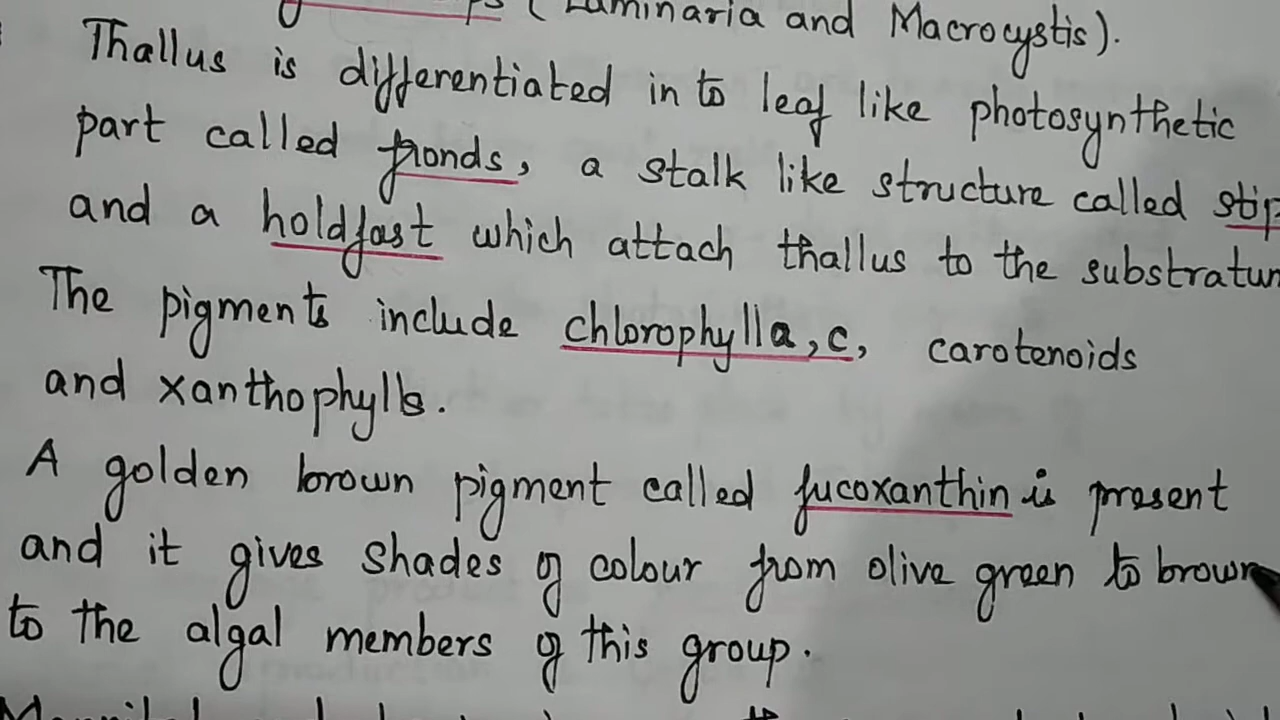 (Laminaria and Macrocystis).
Thallus is differentiated in to leaf like photosynthetic
part called fronds, a stalk like structure called stip
and a holdfast which attach thallus to the substratum
The pigments include chlorophyll a, c, carotenoids
and xanthophylls.
A golden brown pigment called fucoxanthin is present
and it gives shades of colour from olive green to brown
to the algal members of this group.